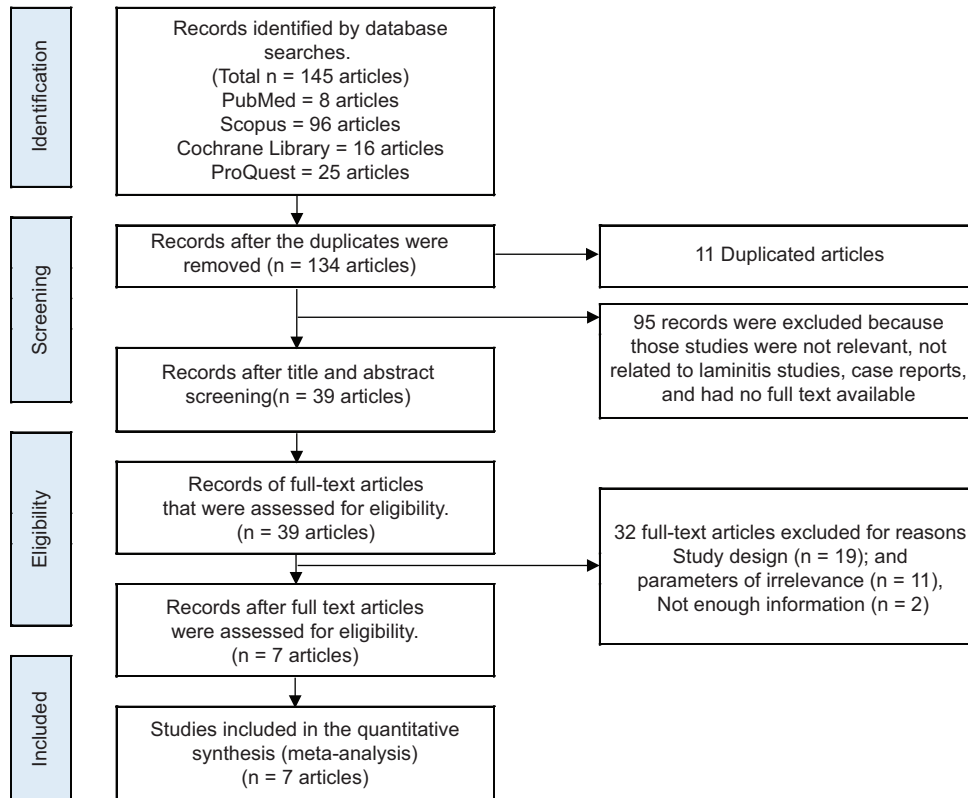 Identification
Records identified by database
searches.
(Total n = 145 articles)
PubMed = 8 articles
Scopus = 96 articles
Cochrane Library = 16 articles
ProQuest = 25 articles
Screening
Records after the duplicates were
removed (n = 134 articles)
11 Duplicated articles
95 records were excluded because
those studies were not relevant, not
related to laminitis studies, case reports,
and had no full text available
Records after title and abstract
screening(n = 39 articles)
Eligibility
Records of full-text articles
that were assessed for eligibility.
(n = 39 articles)
32 full-text articles excluded for reasons
Study design (n = 19); and
parameters of irrelevance (n = 11),
Not enough information (n = 2)
Records after full text articles
were assessed for eligibility.
(n = 7 articles)
Included
Studies included in the quantitative
synthesis (meta-analysis)
(n = 7 articles)